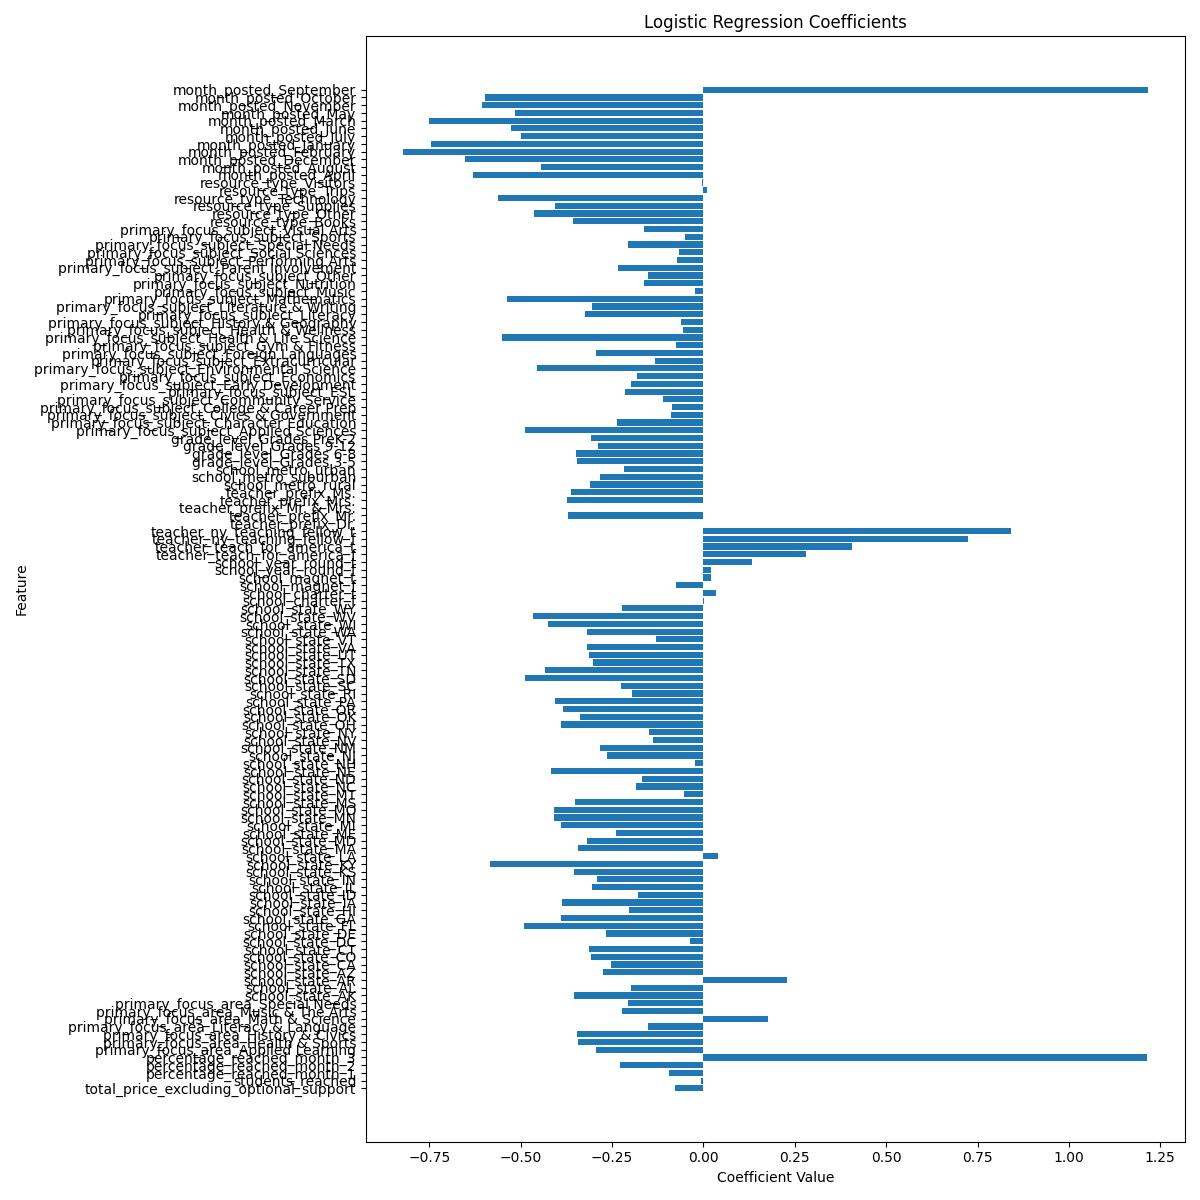 Logistic Regression Coefficients
month_posted_September
month_posted_October
month_posted_November
month_posted_May
month_posted_March
month_posted_June
month_posted_July
month_posted_January
month_posted_February
month_posted_December
month_posted_August
month_posted_April
resource_type_Visitors
resource_type_Trips
resource_type_Technology
resource_type_Supplies
resource_type_Other
resource_type_Books
primary_focus_subject_Visual Arts
primary_focus_subject_Sports
primary_focus_subject_Special Needs
primary_focus_subject_Social Sciences
primary_focus_subject_Performing Arts
primary_focus_subject_Parent Involvement
primary_focus_subject_Other
primary_focus_subject_Nutrition
primary_focus_subject_Music
primary_focus_subject_Mathematics
primary_focus_subject_Literature & Writing
primary_focus_subject_Literacy
primary_focus_subject_History & Geography
primary_focus_subject_Health & Wellness
primary_focus_subject_Health & Life Science
primary_focus_subject_Gym & Fitness
primary_focus_subject_Foreign Languages
primary_focus_subject_Extracurricular
primary_focus_subject_Environmental Science
primary_focus_subject_Economics
primary_focus_subject_Early Development
primary_focus_subject_ESL
primary_focus_subject_Community Service
primary_focus_subject_College & Career Prep
primary_focus_subject_Civics & Government
primary_focus_subject_Character Education
primary_focus_subject_Applied Sciences
grade_level_Grades PreK-2
grade_level_Grades 9-12
grade_level_Grades 6-8
grade_level_Grades 3-5
school_metro_urban
school_metro_suburban
school_metro_rural
teacher_prefix_Ms.
teacher_prefix_Mrs.
teacher_prefix_Mr. & Mrs.
teacher_prefix_Mr.
teacher_prefix_Dr.
teacher_ny_teaching_fellow_t
teacher_ny_teaching_fellow_f
teacher_teach_for_america_t
teacher_teach_for_america_f
school_year_round_t
school_year_round_f
school_magnet_t
school_magnet_f
school_charter_t
school_charter_f
school_state_WY
school_state_WV
school_state_WI
school_state_WA
school_state_VT
school_state_VA
school_state_UT
school_state_TX
school_state_TN
school_state_SD
school_state_SC
school_state_RI
school_state_PA
school_state_OR
school_state_OK
school_state_OH
school_state_NY
school_state_NV
school_state_NM
school_state_NJ
school_state_NH
school_state_NE
school_state_ND
school_state_NC
school_state_MT
school_state_MS
school_state_MO
school_state_MN
school_state_MI
school_state_ME
school_state_MD
school_state_MA
school_state_LA
school_state_KY
school_state_KS
school_state_IN
school_state_IL
school_state_ID
school_state_IA
school_state_HI
school_state_GA
school_state_FL
school_state_DE
school_state_DC
school_state_CT
school_state_CO
school_state_CA
school_state_AZ
school_state_AR
school_state_AL
school_state_AK
primary_focus_area_Special Needs
primary_focus_area_Music & The Arts
primary_focus_area_Math & Science
primary_focus_area_Literacy & Language
primary_focus_area_History & Civics
primary_focus_area_Health & Sports
primary_focus_area_Applied Learning
percentage_reached_month_3
percentage_reached_month_2
percentage_reached_month_1
students_reached
total_price_excluding_optional_support
Feature
−0.75 −0.50 −0.25 0.00 0.25 0.50 0.75 1.00 1.25
Coefficient Value